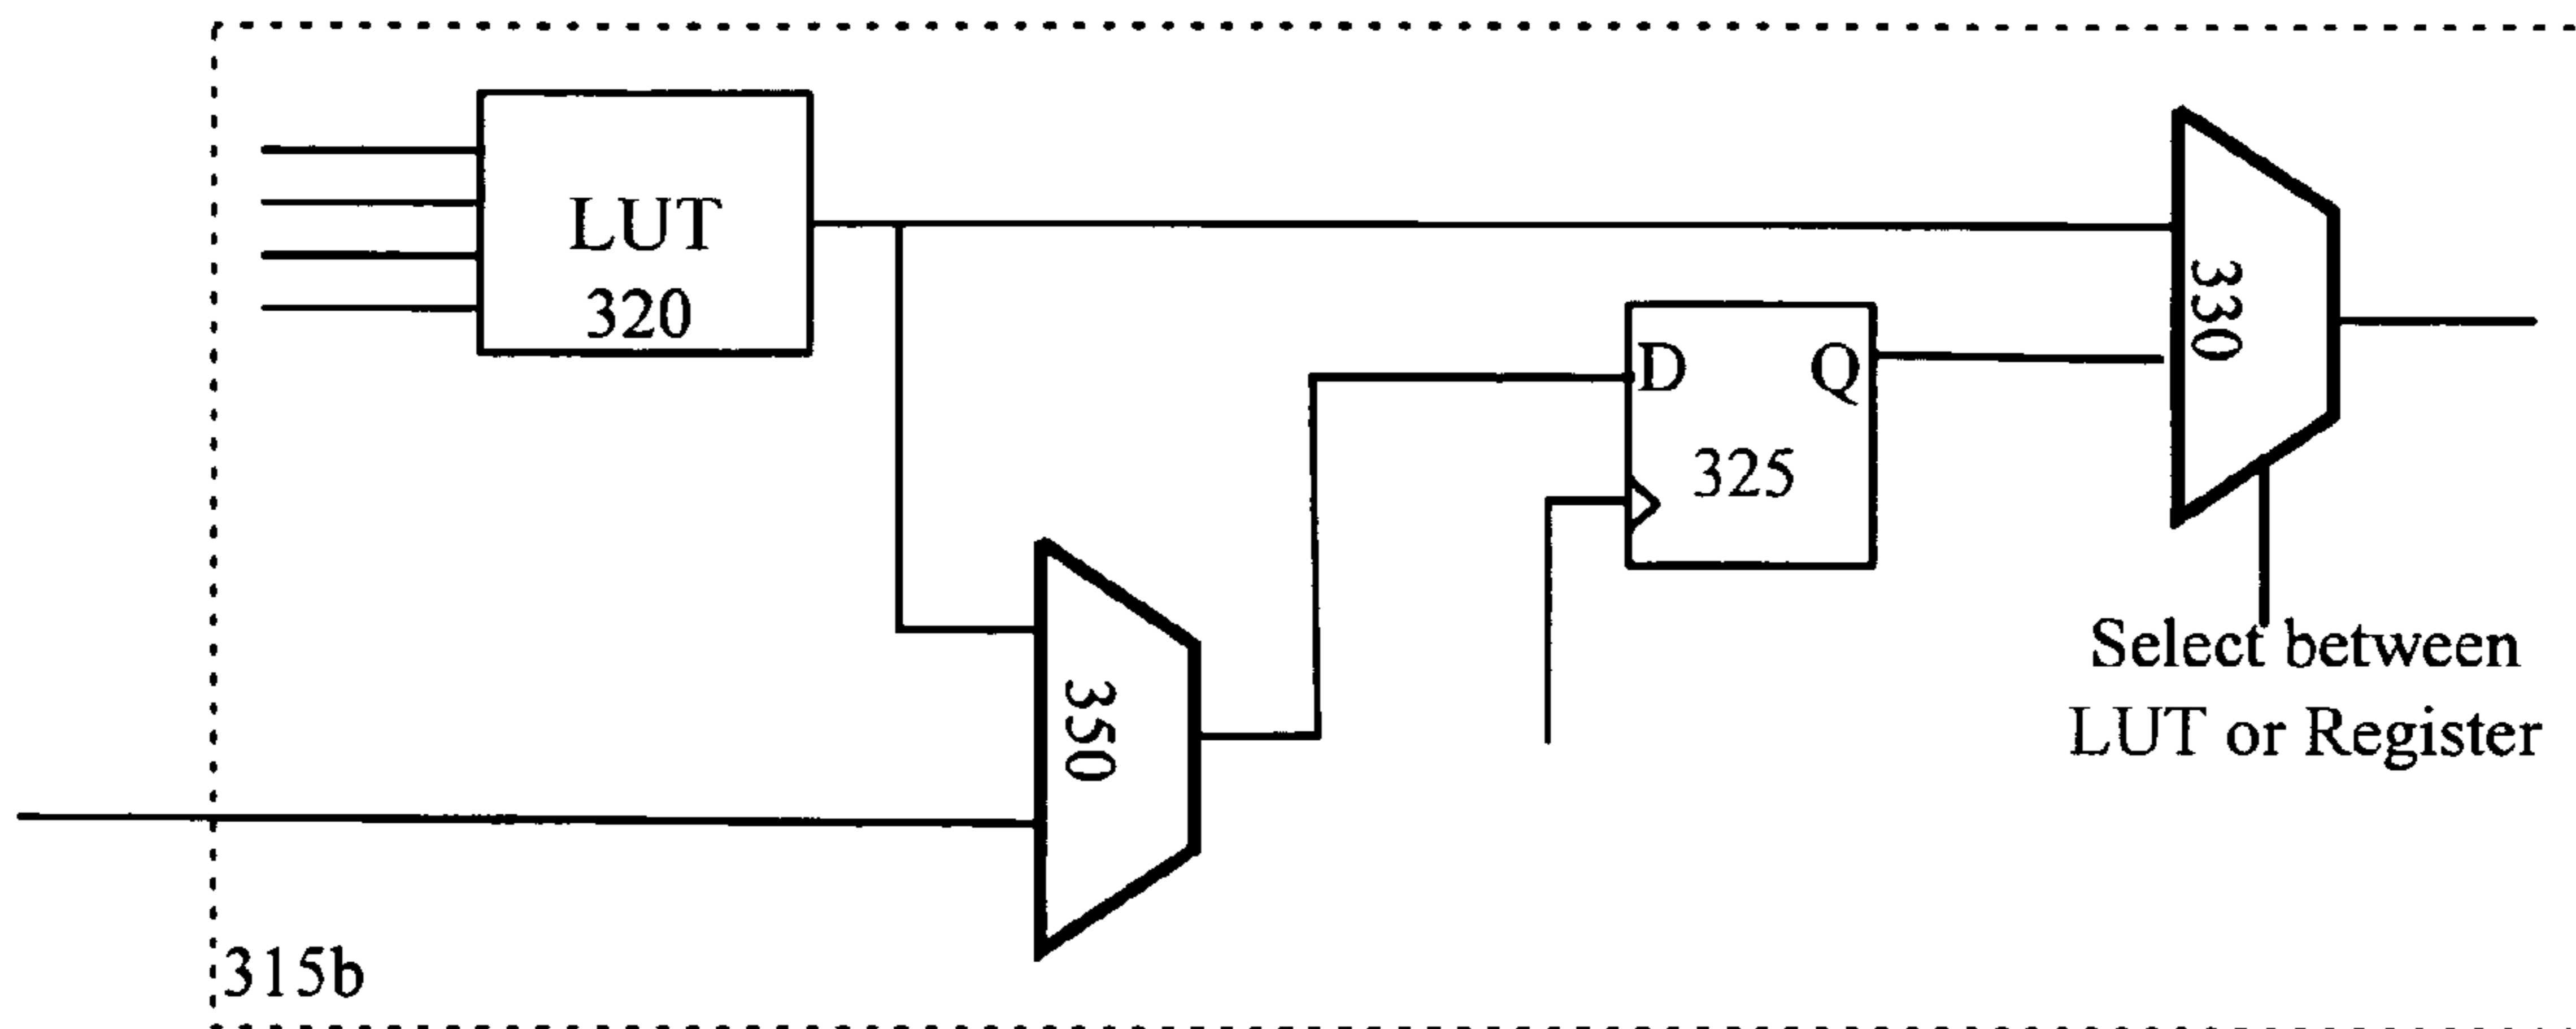 LUT
320
330
D Q
325
350
Select between
LUT or Register
315b